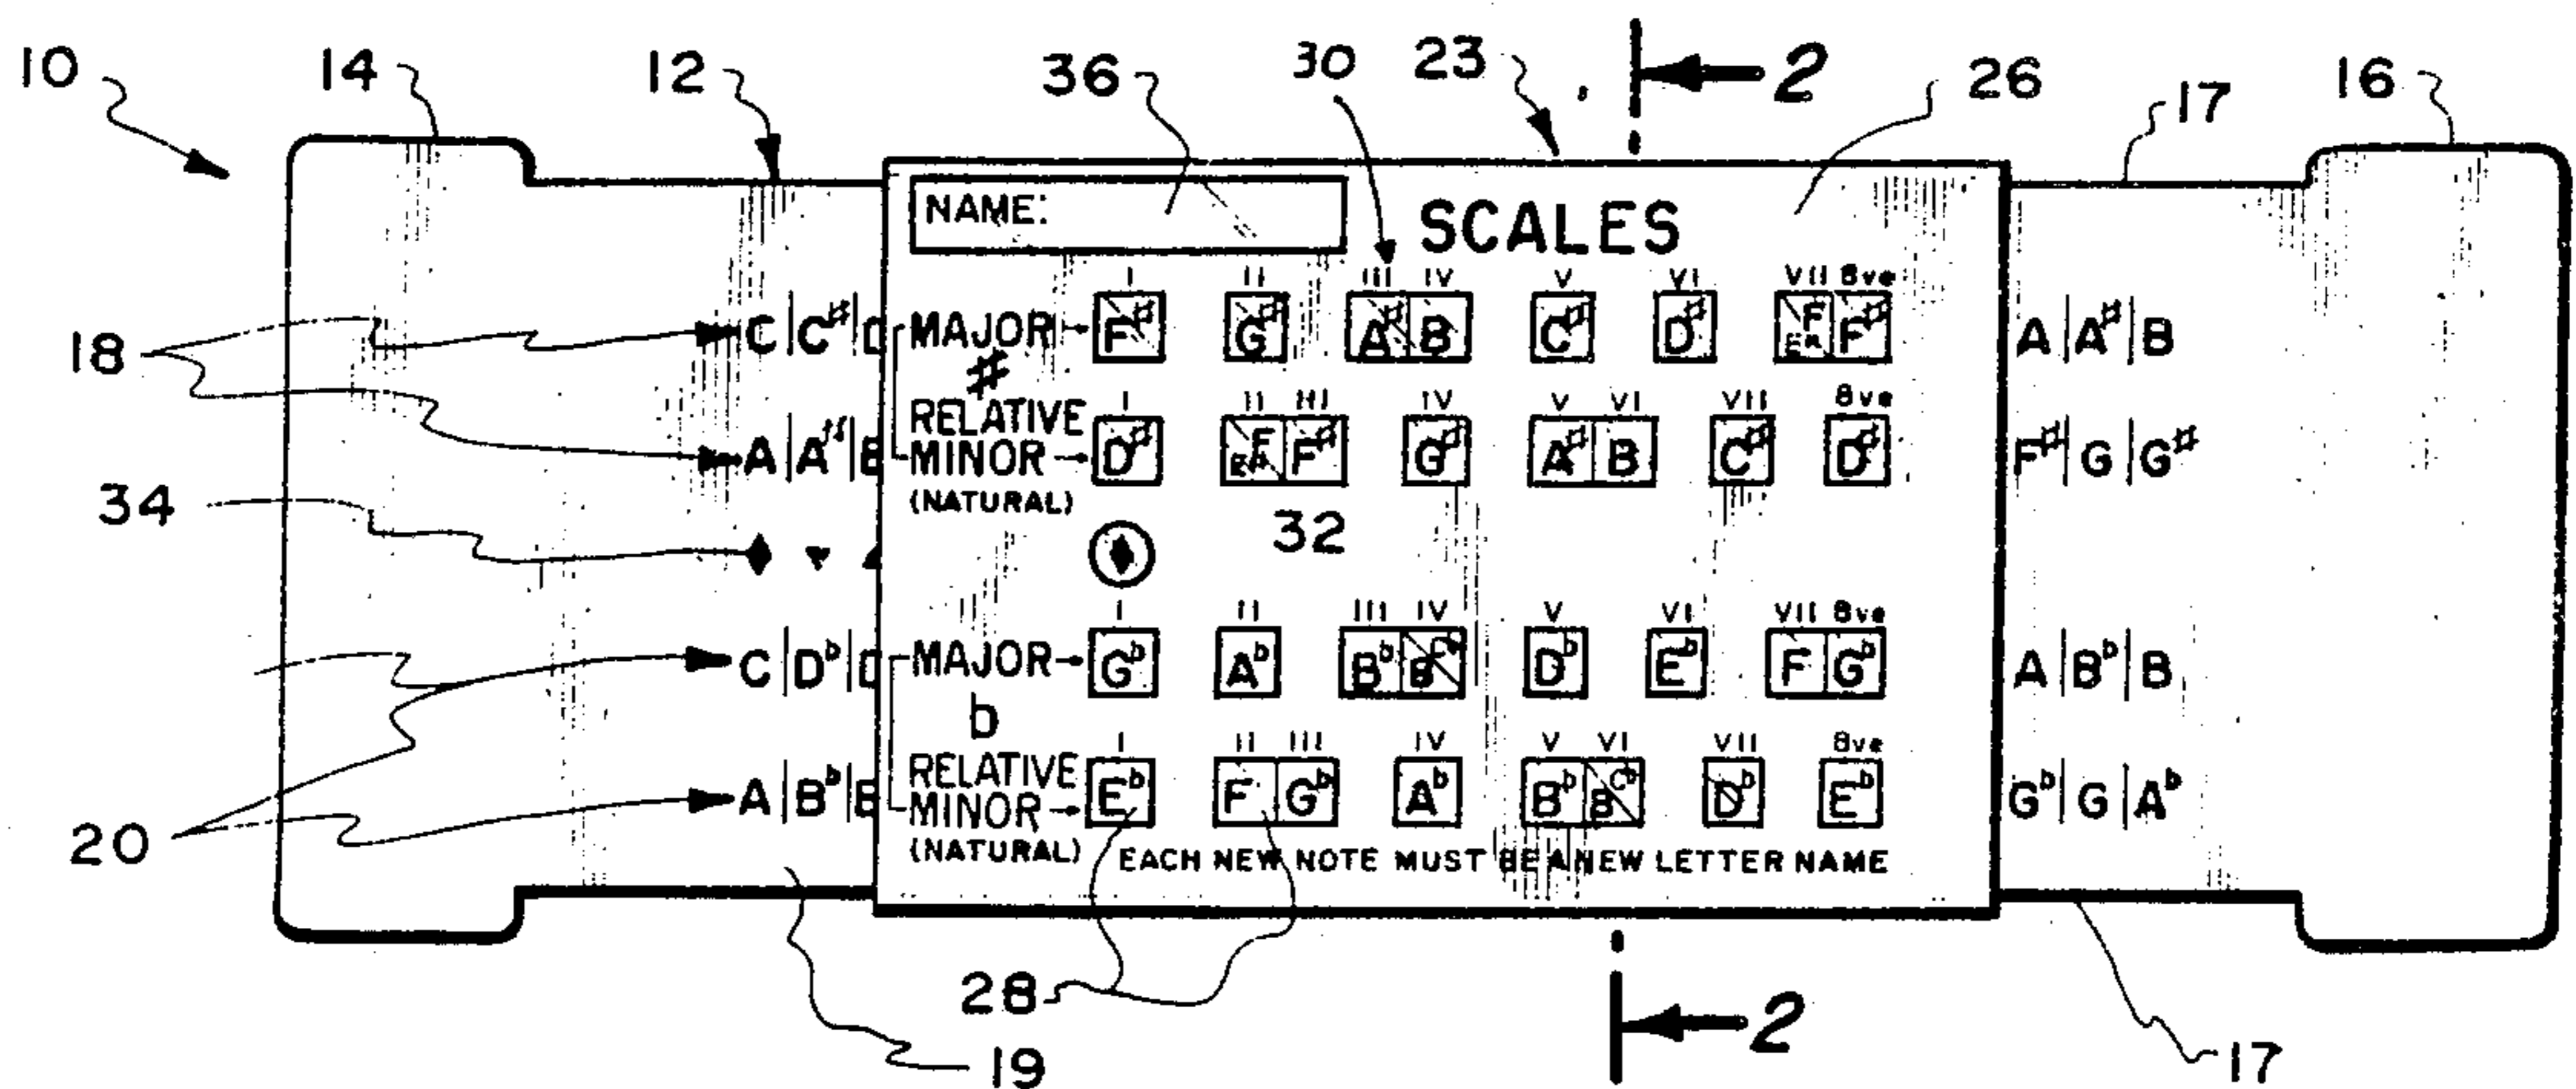 10 14 12 36 30 23 2 26 17 16
NAME: SCALES
I II III IV V VI VII 8ve
18 C|C♯|D MAJOR F♯ G♯ A♯ B C♯ D♯ F E♯ F♯ A|A♯|B
♯
I II III IV V VI VII 8ve
A|A♯|B RELATIVE MINOR D♯ F E♯ F♯ G♯ A♯ B C♯ D♯ F♯|G|G♯
(NATURAL)
34 32
I II III IV V VI VII 8ve
C|D♭|D MAJOR G♭ A♭ B♭ C♭ B D♭ E♭ F G♭ A|B♭|B
b
I II III IV V VI VII 8ve
20 A|B♭|B RELATIVE MINOR E♭ F G♭ A♭ B♭ C♭ B D♭ E♭ G♭|G|A♭
(NATURAL) EACH NEW NOTE MUST BE A NEW LETTER NAME
28 2
19 17